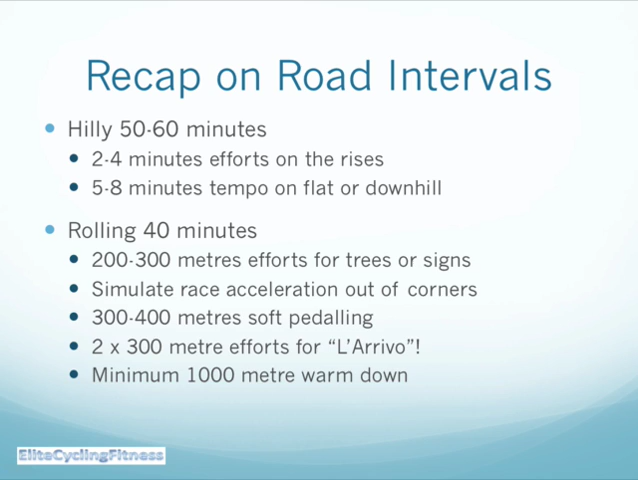 Recap on Road Intervals
Hilly 50-60 minutes
2-4 minutes efforts on the rises
5-8 minutes tempo on flat or downhill
Rolling 40 minutes
200-300 metres efforts for trees or signs
Simulate race acceleration out of corners
300-400 metres soft pedalling
2 x 300 metre efforts for “L’Arrivo”!
Minimum 1000 metre warm down
EliteCyclingFitness